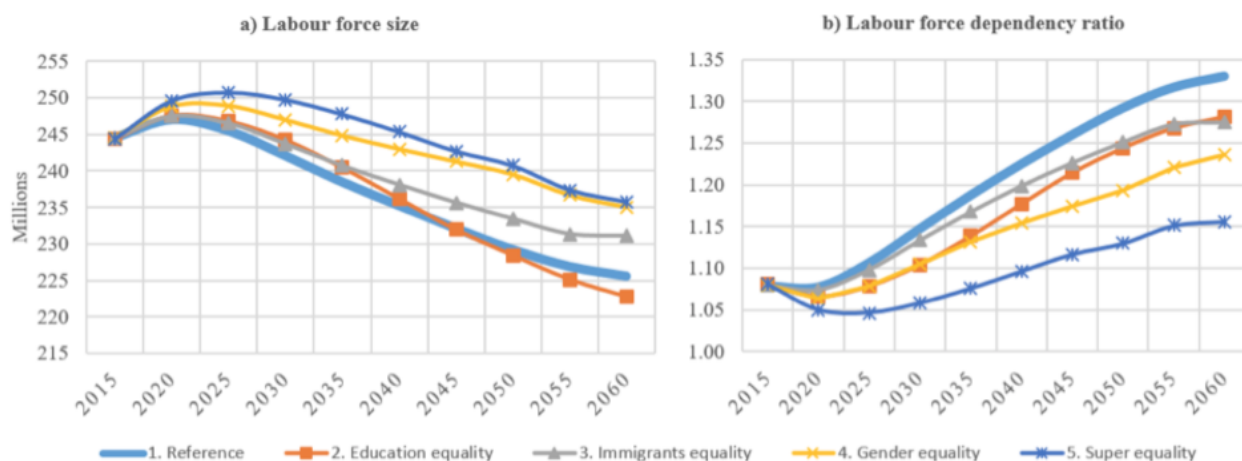 a) Labour force size
255
250
245
240
235
230
225
220
215
Millions
2015 2020 2025 2030 2035 2040 2045 2050 2055 2060
b) Labour force dependency ratio
1.35
1.30
1.25
1.20
1.15
1.10
1.05
1.00
2015 2020 2025 2030 2035 2040 2045 2050 2055 2060
1. Reference 2. Education equality 3. Immigrants equality 4. Gender equality 5. Super equality